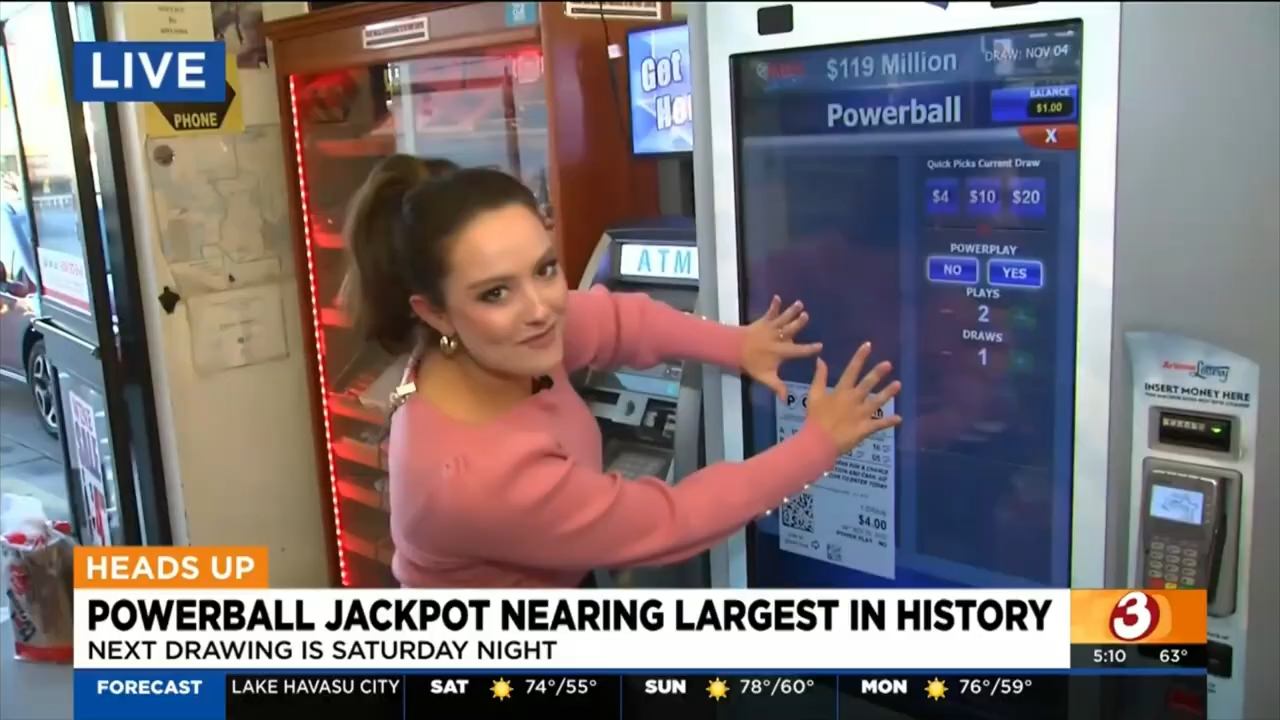 LIVE
PHONE
Get
ATM
$119 Million
DRAW: NOV 04
Powerball
BALANCE
$1.00
X
Quick Picks Current Draw
$4 $10 $20
POWERPLAY
NO YES
PLAYS
2
DRAWS
1
$4.00
Arizona Lottery
INSERT MONEY HERE
HEADS UP
POWERBALL JACKPOT NEARING LARGEST IN HISTORY
NEXT DRAWING IS SATURDAY NIGHT
3
5:10 63°
FORECAST LAKE HAVASU CITY SAT 74°/55° SUN 78°/60° MON 76°/59°